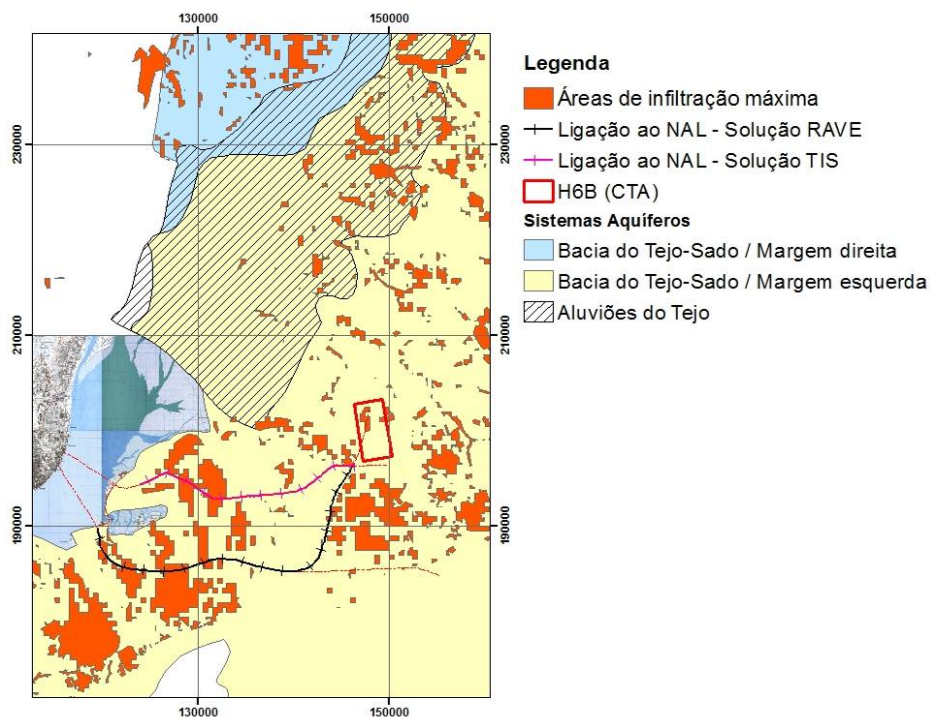 130000 150000
Legenda
Áreas de infiltração máxima
Ligação ao NAL - Solução RAVE
Ligação ao NAL - Solução TIS
H6B (CTA)
Sistemas Aquíferos
Bacia do Tejo-Sado / Margem direita
Bacia do Tejo-Sado / Margem esquerda
Aluviões do Tejo
230000 230000
210000 210000
190000 190000
130000 150000